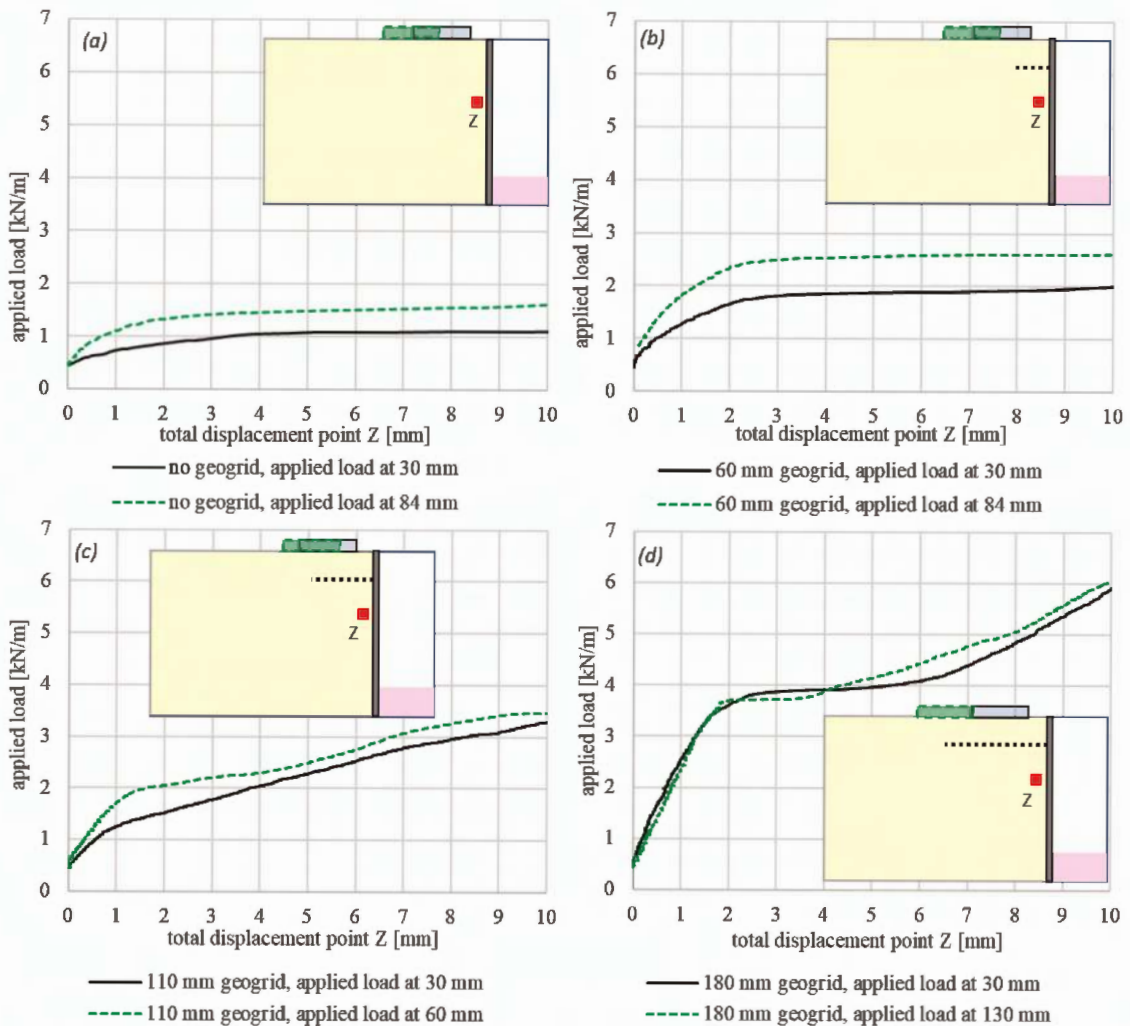 (a)
7
6
5
4
3
2
1
0
applied load [kN/m]
Z
0 1 2 3 4 5 6 7 8 9 10
total displacement point Z [mm]
no geogrid, applied load at 30 mm
no geogrid, applied load at 84 mm
(b)
7
6
5
4
3
2
1
0
applied load [kN/m]
Z
0 1 2 3 4 5 6 7 8 9 10
total displacement point Z [mm]
60 mm geogrid, applied load at 30 mm
60 mm geogrid, applied load at 84 mm
(c)
7
6
5
4
3
2
1
0
applied load [kN/m]
Z
0 1 2 3 4 5 6 7 8 9 10
total displacement point Z [mm]
110 mm geogrid, applied load at 30 mm
110 mm geogrid, applied load at 60 mm
(d)
7
6
5
4
3
2
1
0
applied load [kN/m]
Z
0 1 2 3 4 5 6 7 8 9 10
total displacement point Z [mm]
180 mm geogrid, applied load at 30 mm
180 mm geogrid, applied load at 130 mm